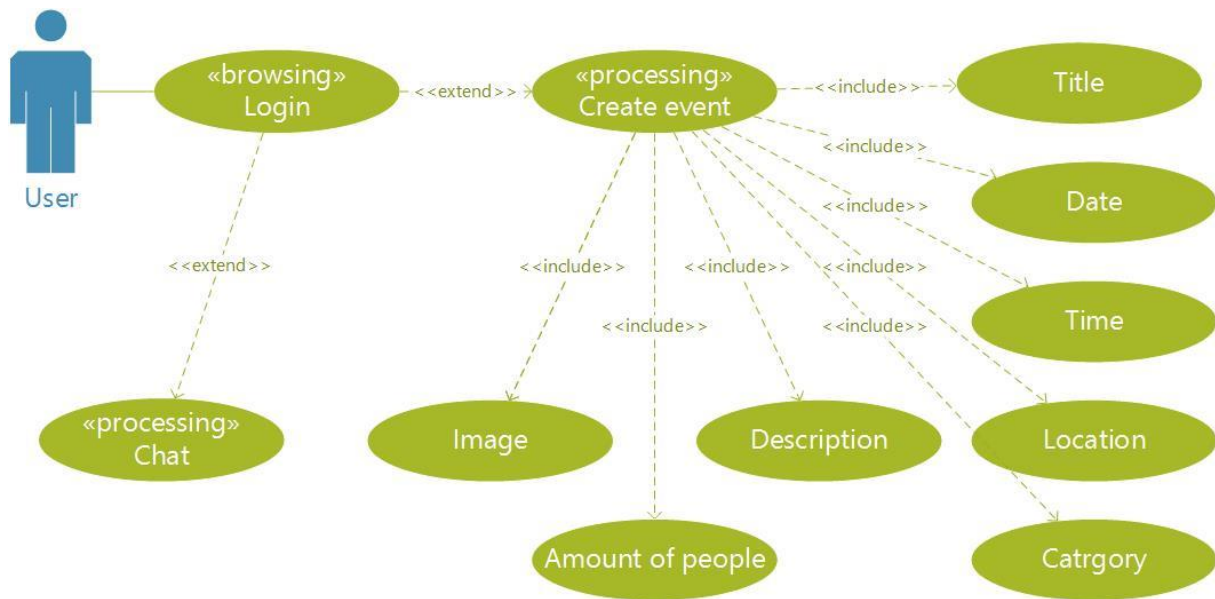 «browsing»
Login
<<extend>>
«processing»
Create event
<<include>>
Title
<<include>>
Date
User
<<include>>
<<extend>>
<<include>>
<<include>>
<<include>>
Time
<<include>>
<<include>>
«processing»
Chat
Image
Description
Location
Amount of people
Catrgory